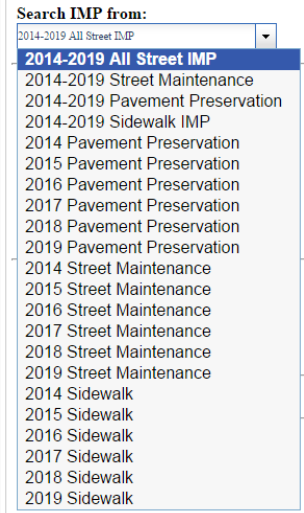 Search IMP from:
2014-2019 All Street IMP
2014-2019 All Street IMP
2014-2019 Street Maintenance
2014-2019 Pavement Preservation
2014-2019 Sidewalk IMP
2014 Pavement Preservation
2015 Pavement Preservation
2016 Pavement Preservation
2017 Pavement Preservation
2018 Pavement Preservation
2019 Pavement Preservation
2014 Street Maintenance
2015 Street Maintenance
2016 Street Maintenance
2017 Street Maintenance
2018 Street Maintenance
2019 Street Maintenance
2014 Sidewalk
2015 Sidewalk
2016 Sidewalk
2017 Sidewalk
2018 Sidewalk
2019 Sidewalk